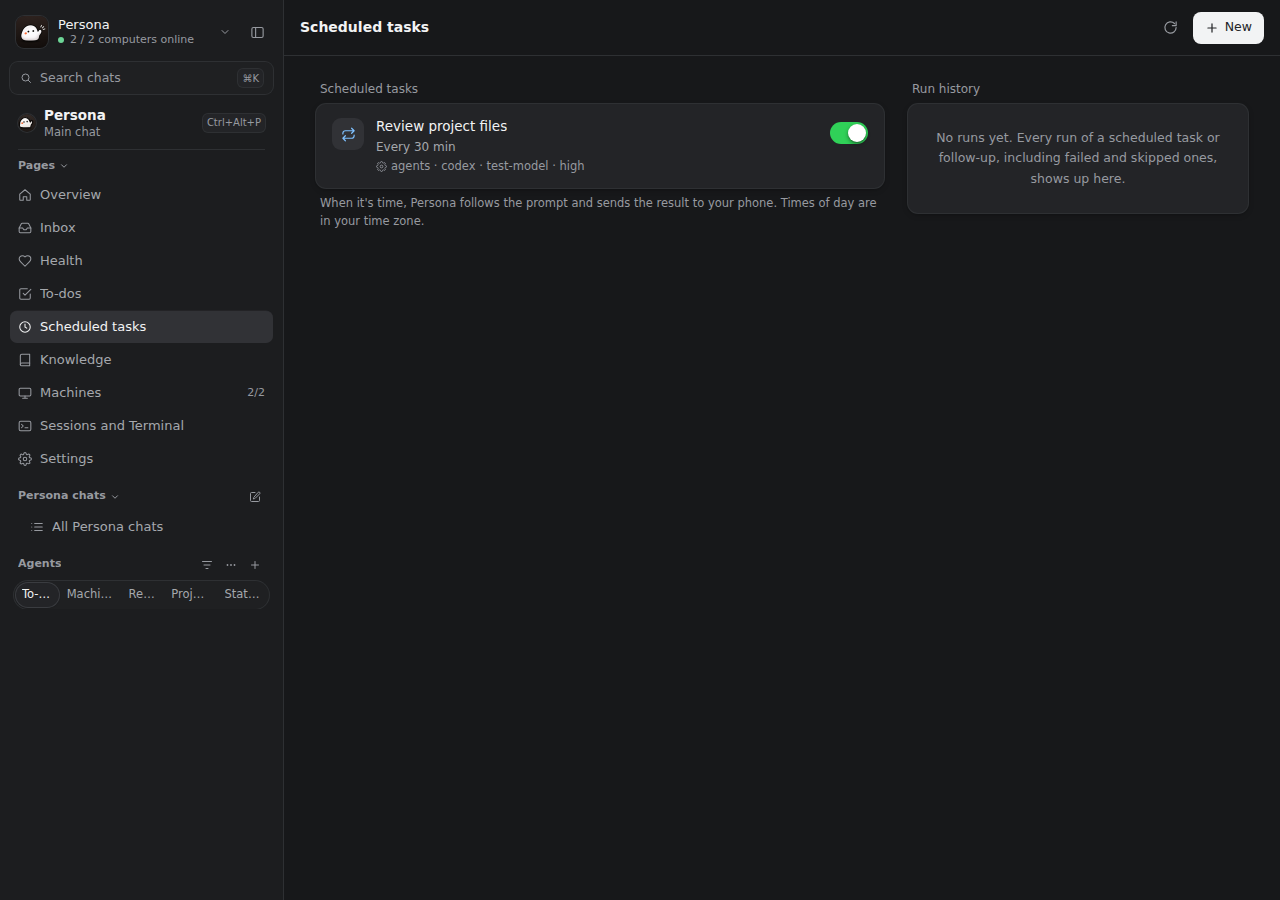 Persona
2 / 2 computers online
Search chats
⌘K
Persona
Main chat
Ctrl+Alt+P
Pages
Overview
Inbox
Health
To-dos
Scheduled tasks
Knowledge
Machines
2/2
Sessions and Terminal
Settings
Persona chats
All Persona chats
Agents
To-…
Machi…
Re…
Proj…
Stat…
Scheduled tasks
New
Scheduled tasks
Review project files
Every 30 min
agents · codex · test-model · high
When it's time, Persona follows the prompt and sends the result to your phone. Times of day are
in your time zone.
Run history
No runs yet. Every run of a scheduled task or
follow-up, including failed and skipped ones,
shows up here.